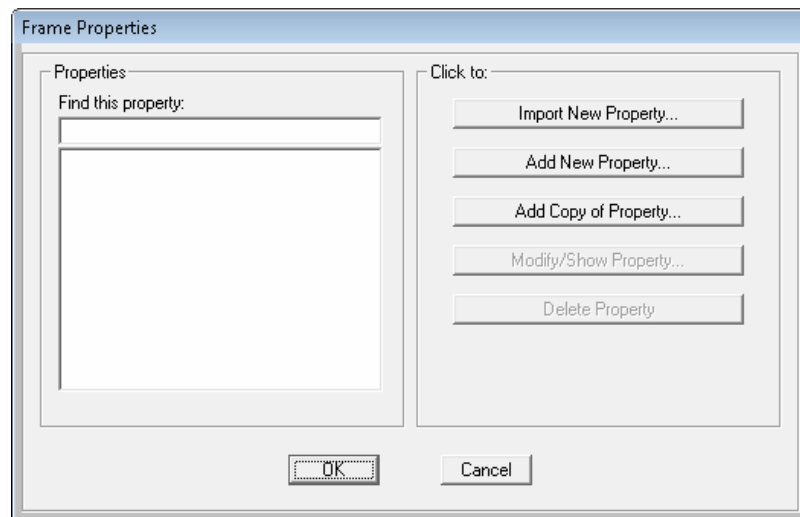 Frame Properties
Properties
Find this property:
Click to:
Import New Property...
Add New Property...
Add Copy of Property...
Modify/Show Property...
Delete Property
OK
Cancel